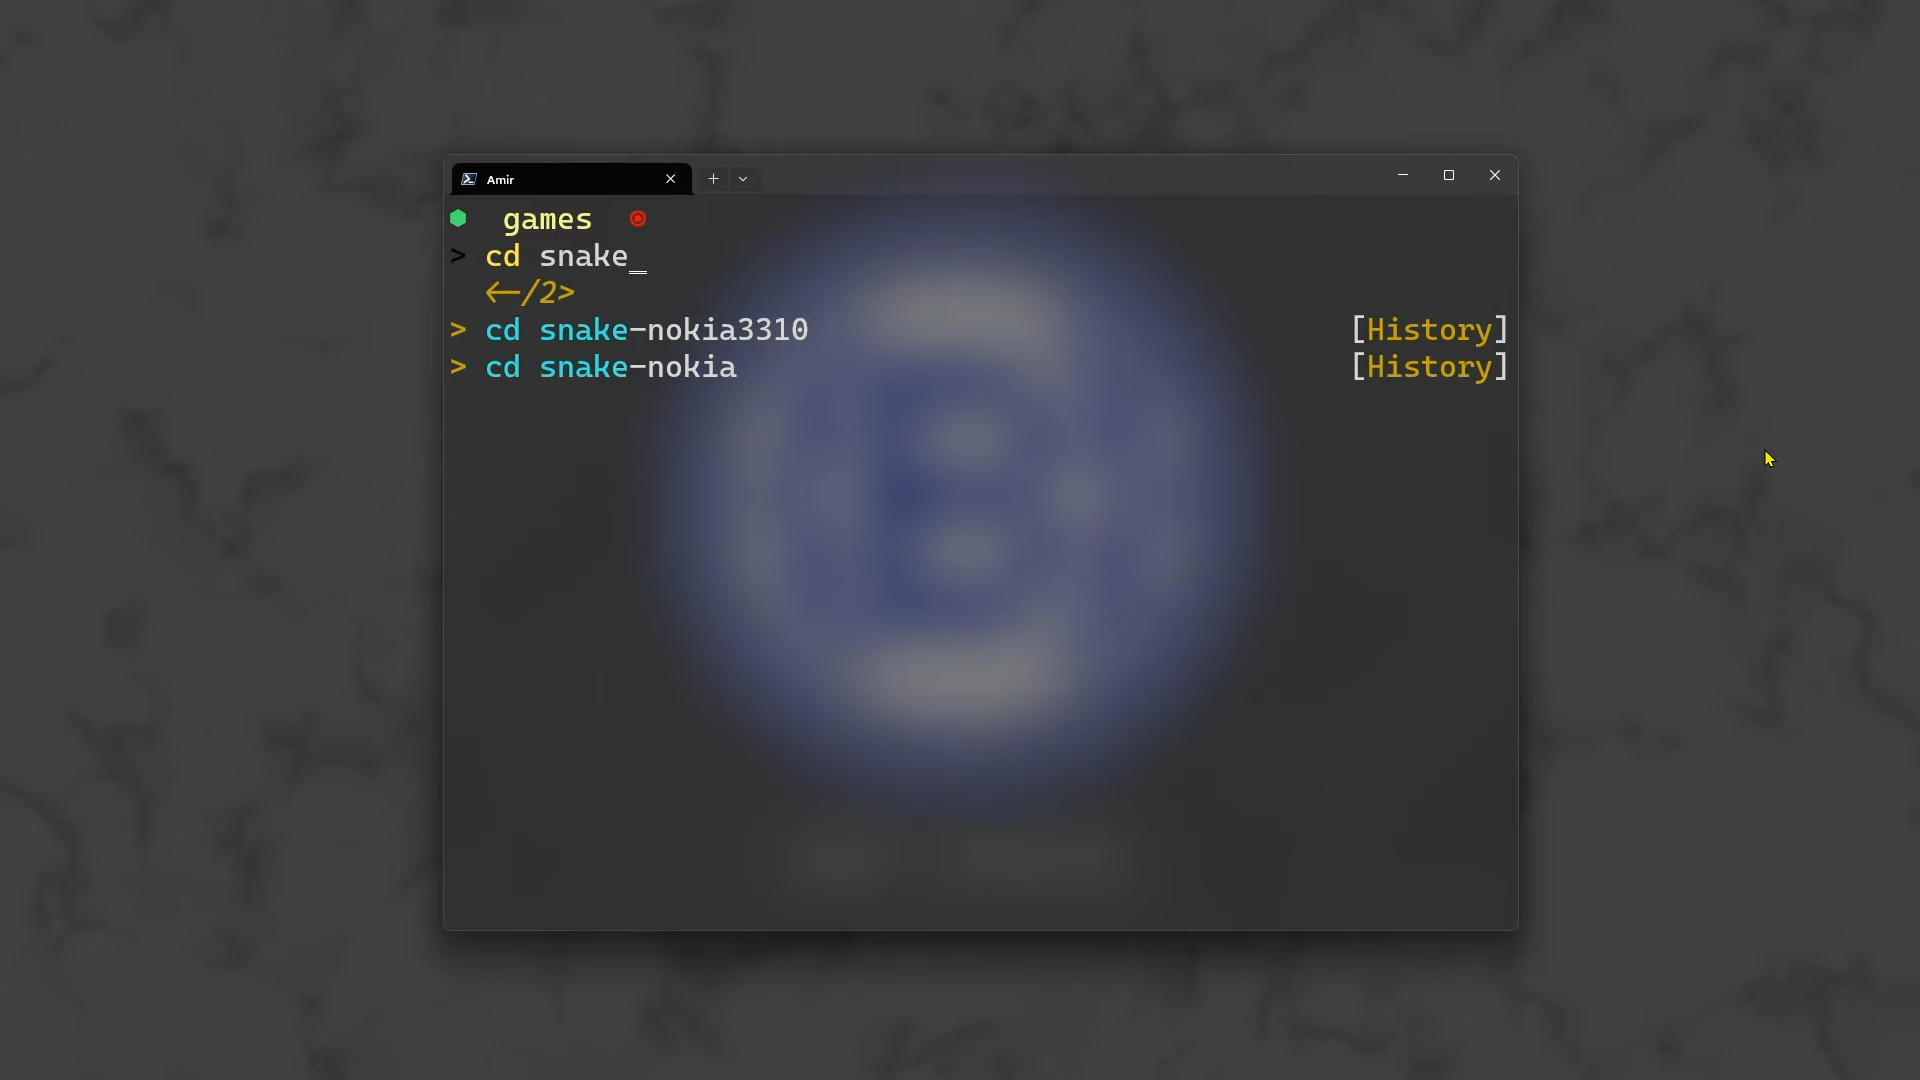 Amir
games
> cd snake_
<-/2>
> cd snake-nokia3310 [History]
> cd snake-nokia [History]